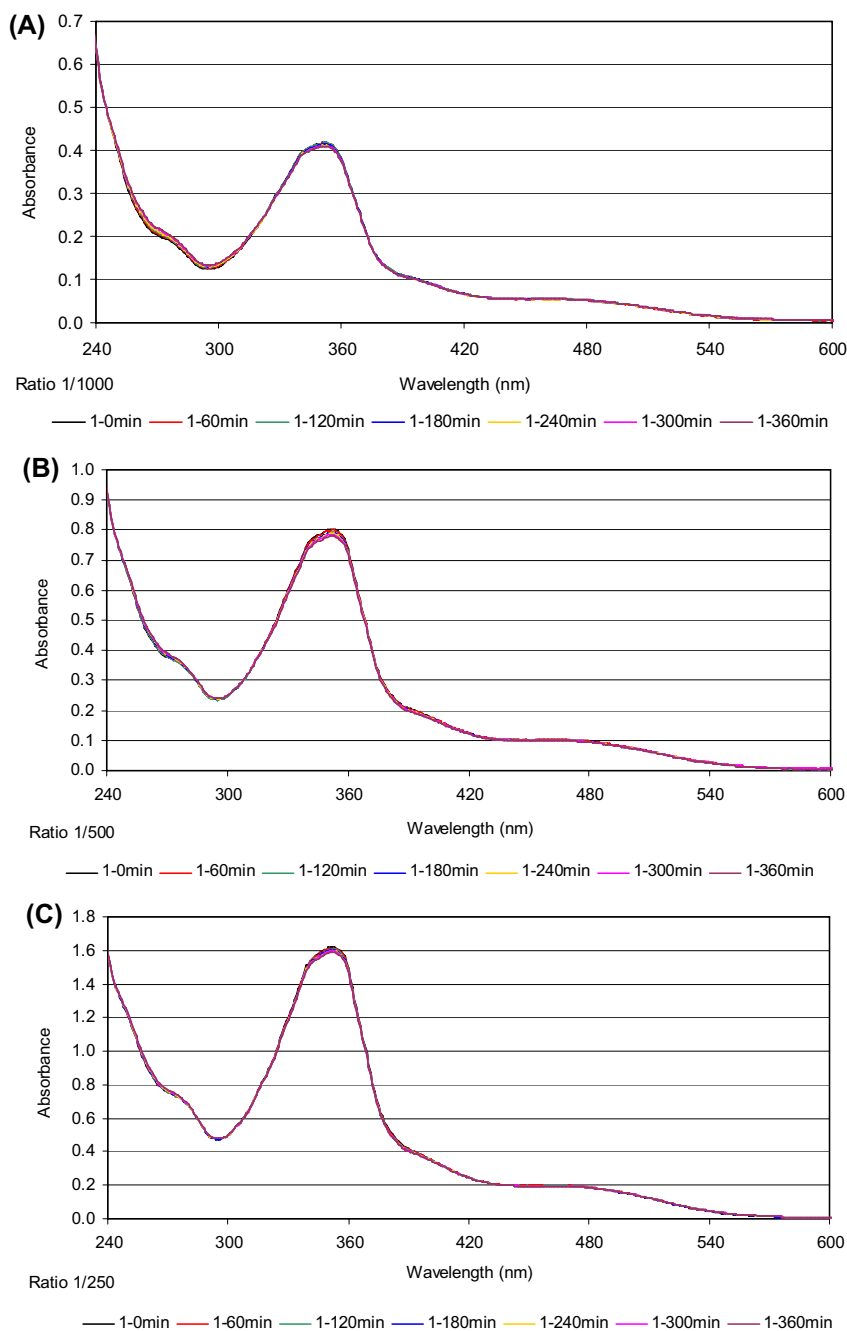 (A)
0.7
0.6
0.5
0.4
0.3
0.2
0.1
0.0
Absorbance
240 300 360 420 480 540 600
Ratio 1/1000
Wavelength (nm)
1-0min 1-60min 1-120min 1-180min 1-240min 1-300min 1-360min
(B)
1.0
0.9
0.8
0.7
0.6
0.5
0.4
0.3
0.2
0.1
0.0
Absorbance
240 300 360 420 480 540 600
Wavelength (nm)
Ratio 1/500
1-0min 1-60min 1-120min 1-180min 1-240min 1-300min 1-360min
(C)
1.8
1.6
1.4
1.2
1.0
0.8
0.6
0.4
0.2
0.0
Absorbance
240 300 360 420 480 540 600
Wavelength (nm)
Ratio 1/250
1-0min 1-60min 1-120min 1-180min 1-240min 1-300min 1-360min